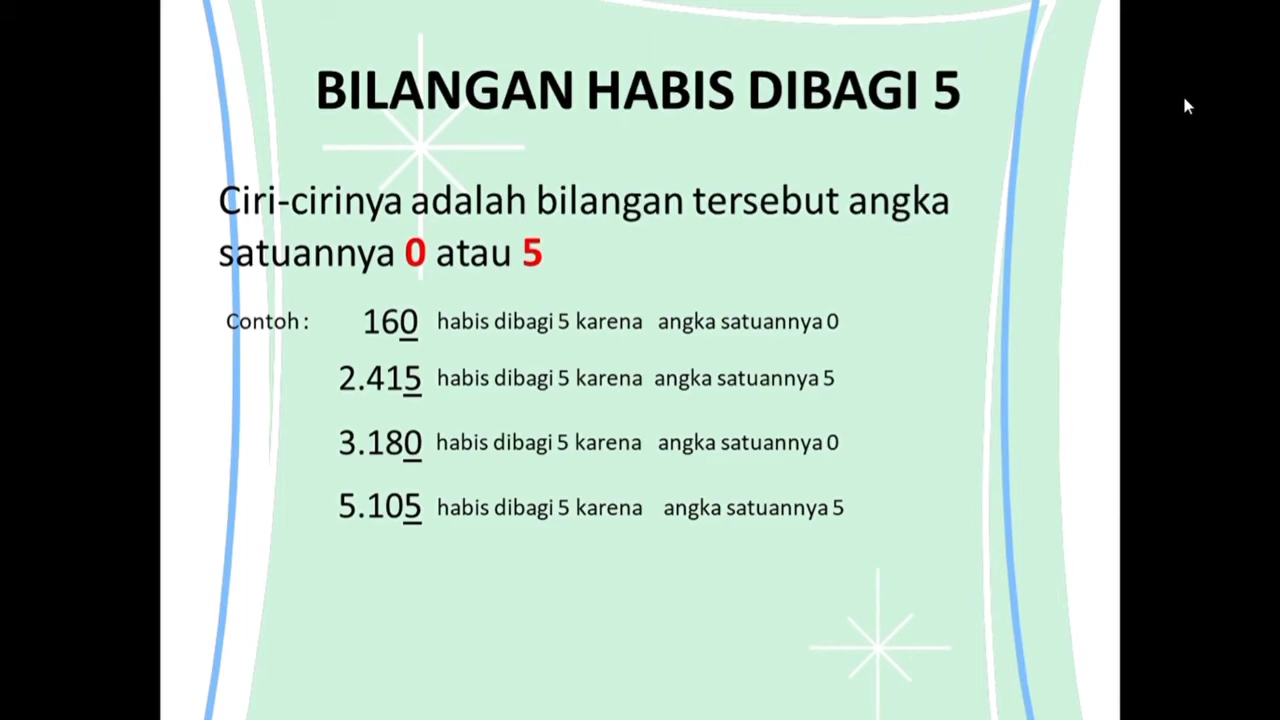 BILANGAN HABIS DIBAGI 5
Ciri-cirinya adalah bilangan tersebut angka
satuannya 0 atau 5
Contoh : 160 habis dibagi 5 karena angka satuannya 0
2.415 habis dibagi 5 karena angka satuannya 5
3.180 habis dibagi 5 karena angka satuannya 0
5.105 habis dibagi 5 karena angka satuannya 5